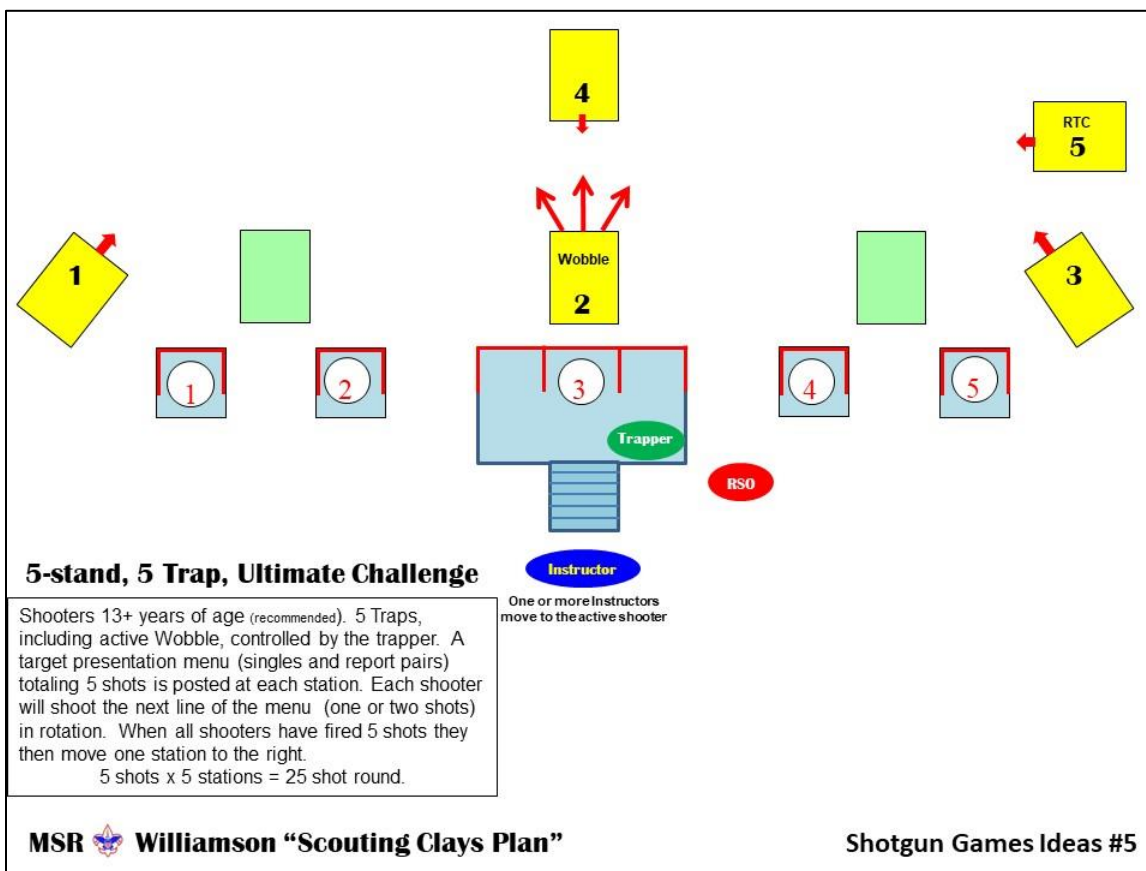 4
RTC
5
1
Wobble
2
3
1
2
3
4
5
Trapper
RSO
Instructor
One or more Instructors
move to the active shooter
5-stand, 5 Trap, Ultimate Challenge
Shooters 13+ years of age (recommended). 5 Traps,
including active Wobble, controlled by the trapper. A
target presentation menu (singles and report pairs)
totaling 5 shots is posted at each station. Each shooter
will shoot the next line of the menu (one or two shots)
in rotation. When all shooters have fired 5 shots they
then move one station to the right.
5 shots x 5 stations = 25 shot round.
MSR Williamson “Scouting Clays Plan”
Shotgun Games Ideas #5